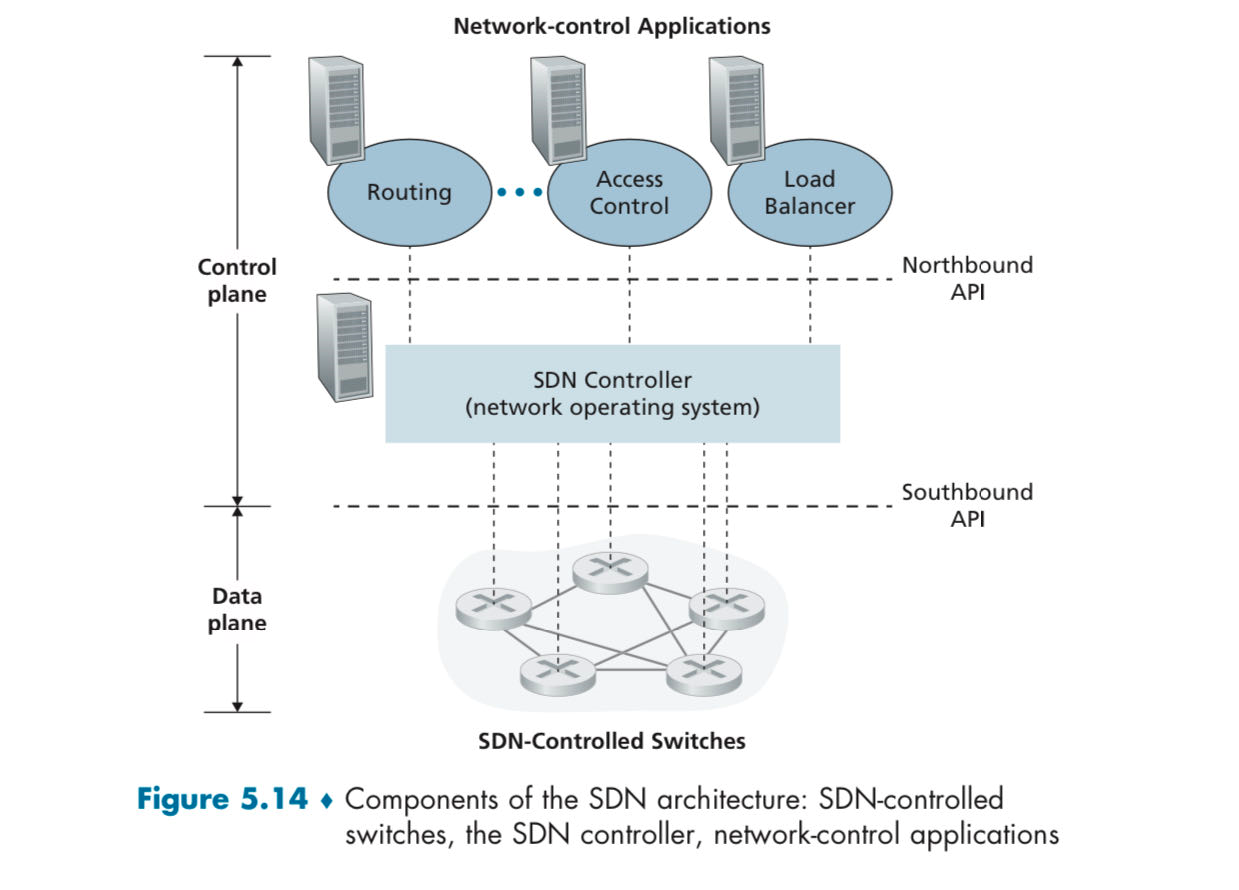 Network-control Applications
Routing
Access
Control
Load
Balancer
Control
plane
Northbound
API
SDN Controller
(network operating system)
Southbound
API
Data
plane
SDN-Controlled Switches
Figure 5.14 ♦ Components of the SDN architecture: SDN-controlled
switches, the SDN controller, network-control applications